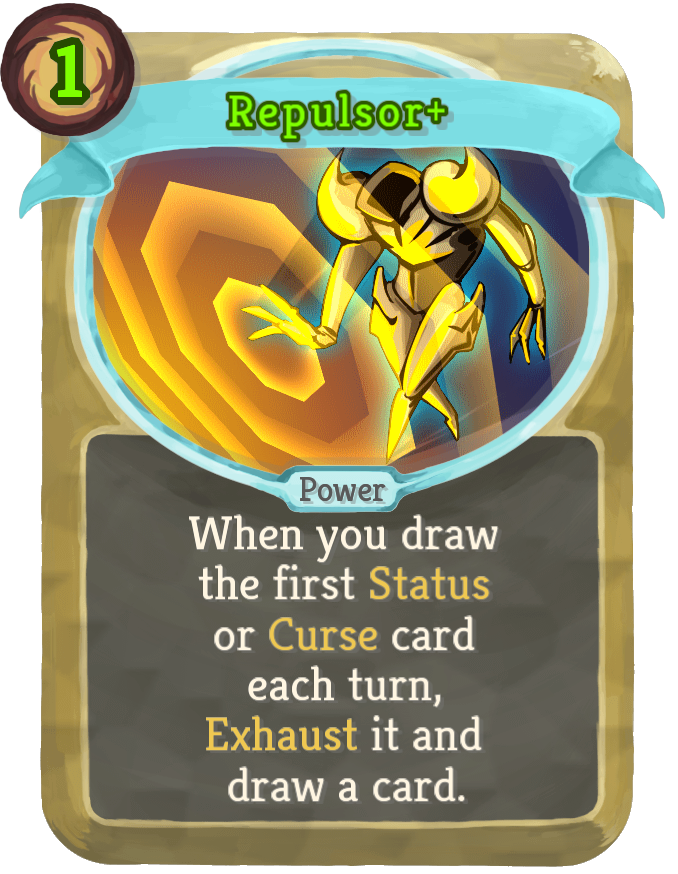 1
Repulsor+
Power
When you draw
the first Status
or Curse card
each turn,
Exhaust it and
draw a card.